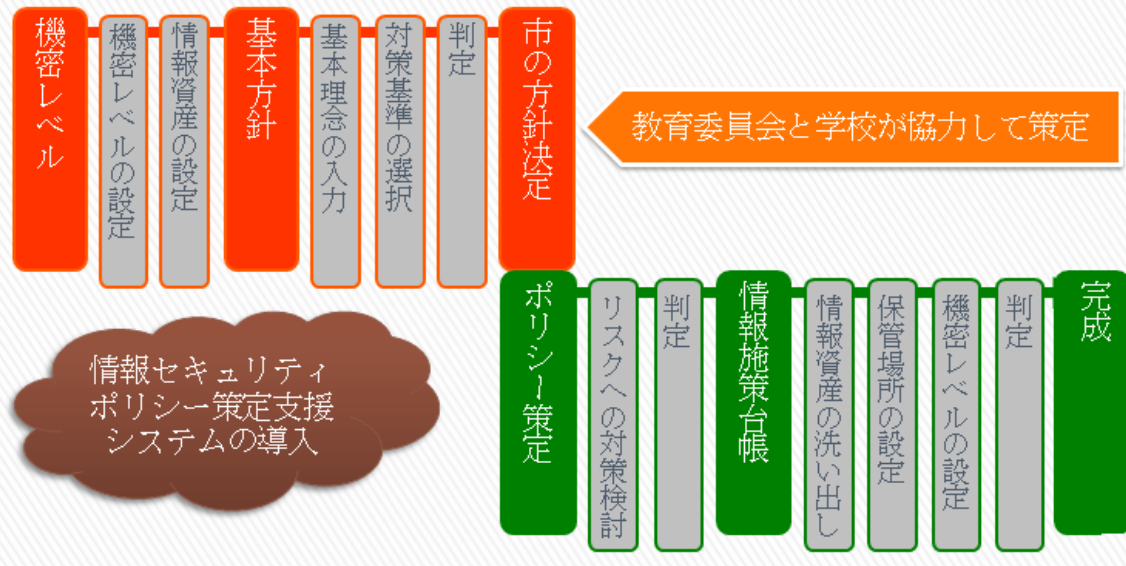 機密レベル
機密レベルの設定
情報資産の設定
基本方針
基本理念の入力
対策基準の選択
判定
市の方針決定
教育委員会と学校が協力して策定
ポリシー策定
リスクへの対策検討
判定
情報施策台帳
情報資産の洗い出し
保管場所の設定
機密レベルの設定
判定
完成
情報セキュリティ
ポリシー策定支援
システムの導入